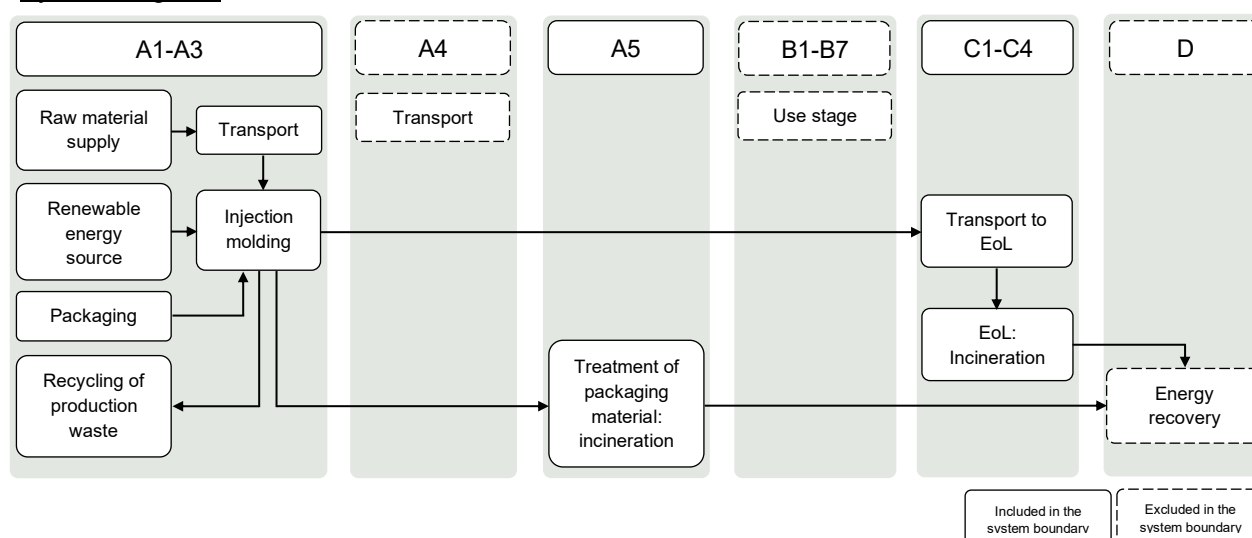 A1-A3
A4
A5
B1-B7
C1-C4
D
Raw material
supply
Transport
Transport
Use stage
Renewable
energy
source
Injection
molding
Transport to
EoL
Packaging
EoL:
Incineration
Recycling of
production
waste
Treatment of
packaging
material:
incineration
Energy
recovery
Included in the
system boundary
Excluded in the
system boundary